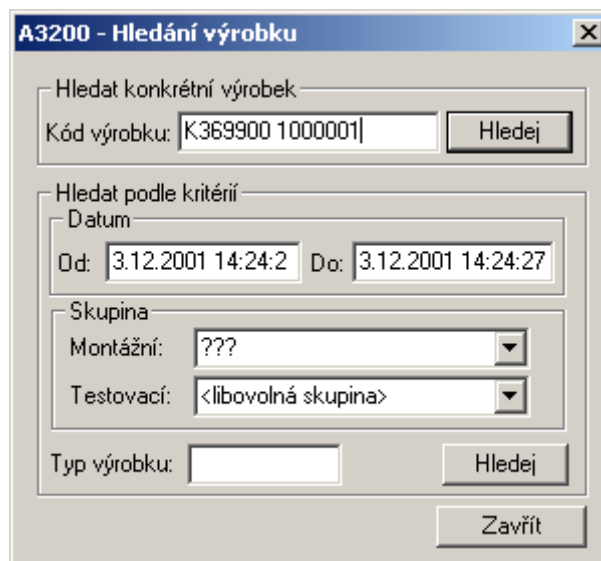 A3200 - Hledání výrobku
Hledat konkrétní výrobek
Kód výrobku: K369900 1000001 Hledej
Hledat podle kritérií
Datum
Od: 3.12.2001 14:24:2 Do: 3.12.2001 14:24:27
Skupina
Montážní: ???
Testovací: <libovolná skupina>
Typ výrobku: Hledej
Zavřít